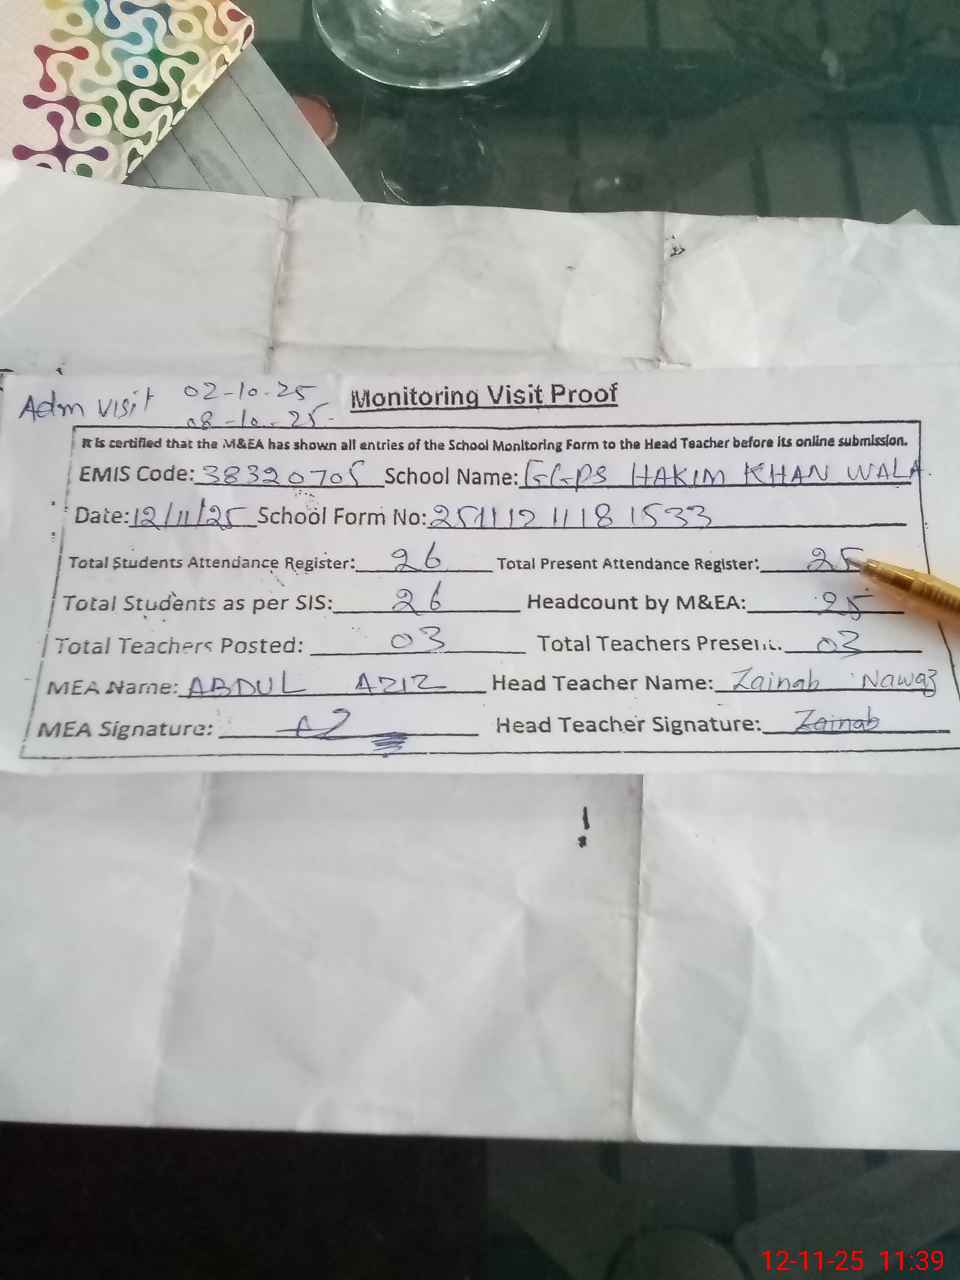 Adm visit 02-10-25
08-10-25-
Monitoring Visit Proof
It is certified that the M&EA has shown all entries of the School Monitoring Form to the Head Teacher before its online submission.
EMIS Code: 38320705 School Name: GGPS HAKIM KHAN WALA.
Date: 12/11/25 School Form No: 25111211181533
Total Students Attendance Register: 26 Total Present Attendance Register: 25
Total Students as per SIS: 26 Headcount by M&EA: 25
Total Teachers Posted: 03 Total Teachers Present: 03
MEA Name: ABDUL AZIZ Head Teacher Name: Zainab Nawaz
MEA Signature: AZ Head Teacher Signature: Zainab
!
12-11-25 11:39